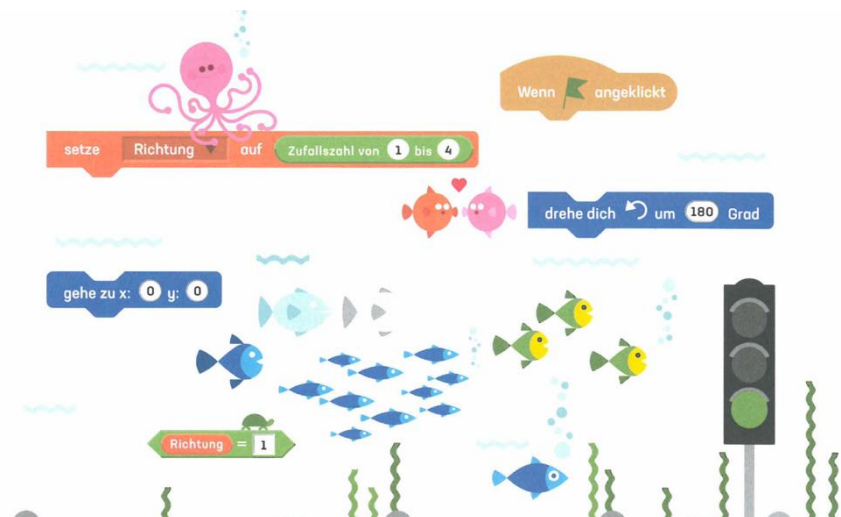 Wenn angeklickt
setze Richtung auf Zufallszahl von 1 bis 4
drehe dich um 180 Grad
gehe zu x: 0 y: 0
Richtung = 1